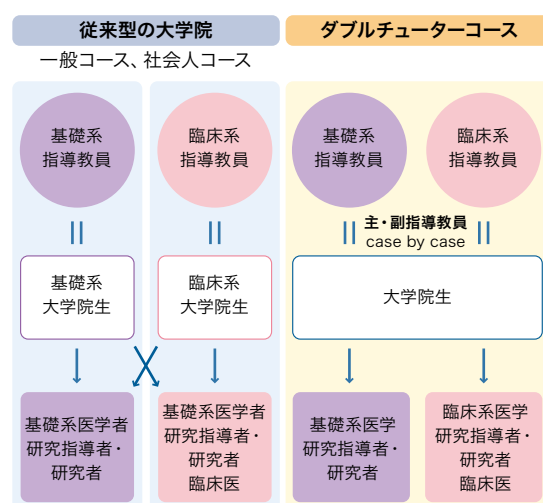 従来型の大学院
一般コース、社会人コース
基礎系
指導教員
臨床系
指導教員
基礎系
大学院生
臨床系
大学院生
基礎系医学者
研究指導者・
研究者
基礎系医学者
研究指導者・
研究者
臨床医
ダブルチューターコース
基礎系
指導教員
臨床系
指導教員
主・副指導教員
case by case
大学院生
基礎系医学
研究指導者・
研究者
臨床系医学
研究指導者・
研究者
臨床医